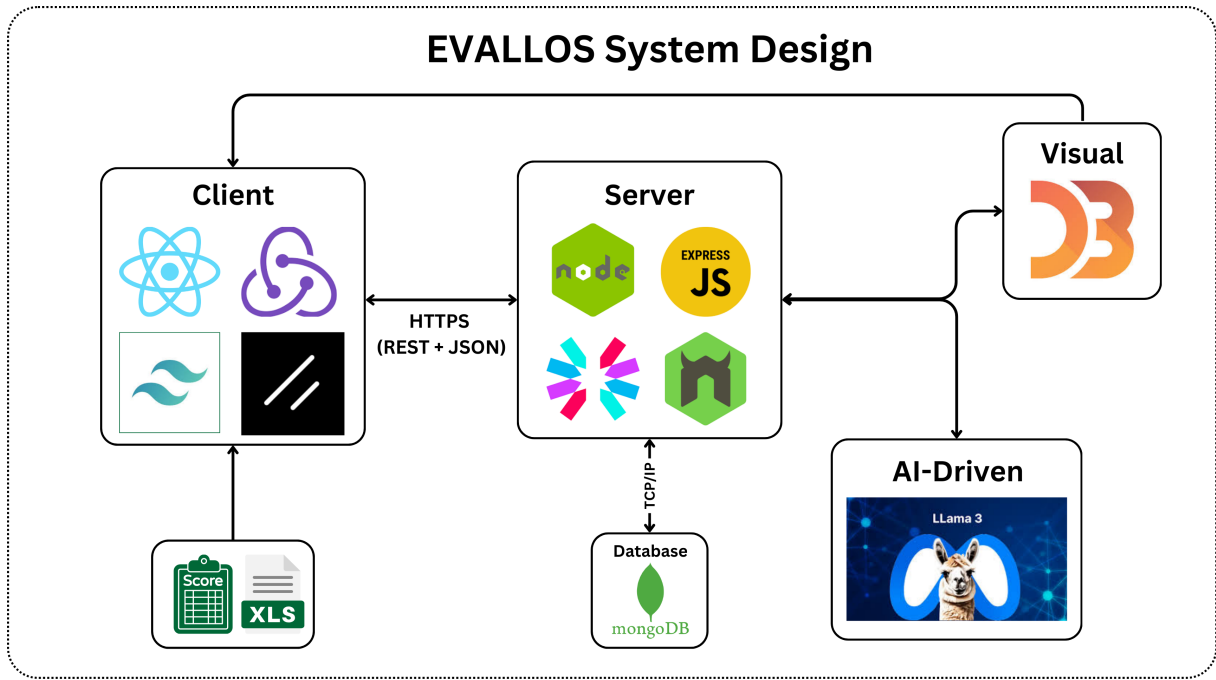 EVALLOS System Design
Client
Server
Visual
D3
node
EXPRESS
JS
HTTPS
(REST + JSON)
TCP/IP
AI-Driven
LLama 3
Score
XLS
Database
mongoDB